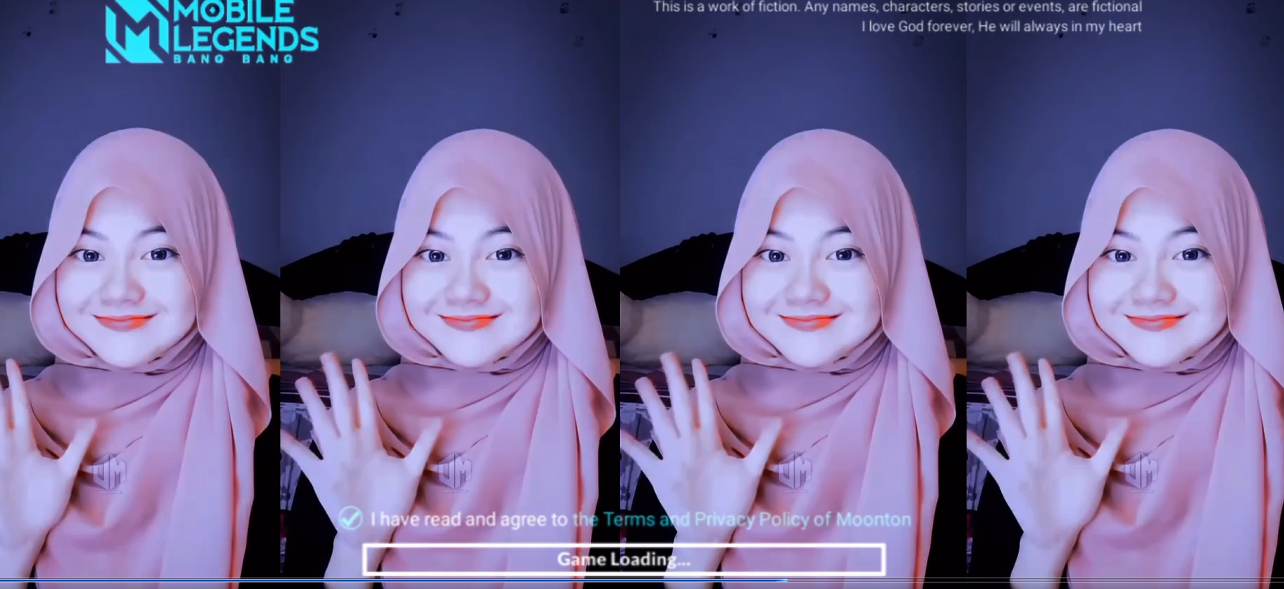 MOBILE
LEGENDS
BANG BANG
This is a work of fiction. Any names, characters, stories or events, are fictional
I love God forever, He will always in my heart
I have read and agree to the Terms and Privacy Policy of Moonton
Game Loading...